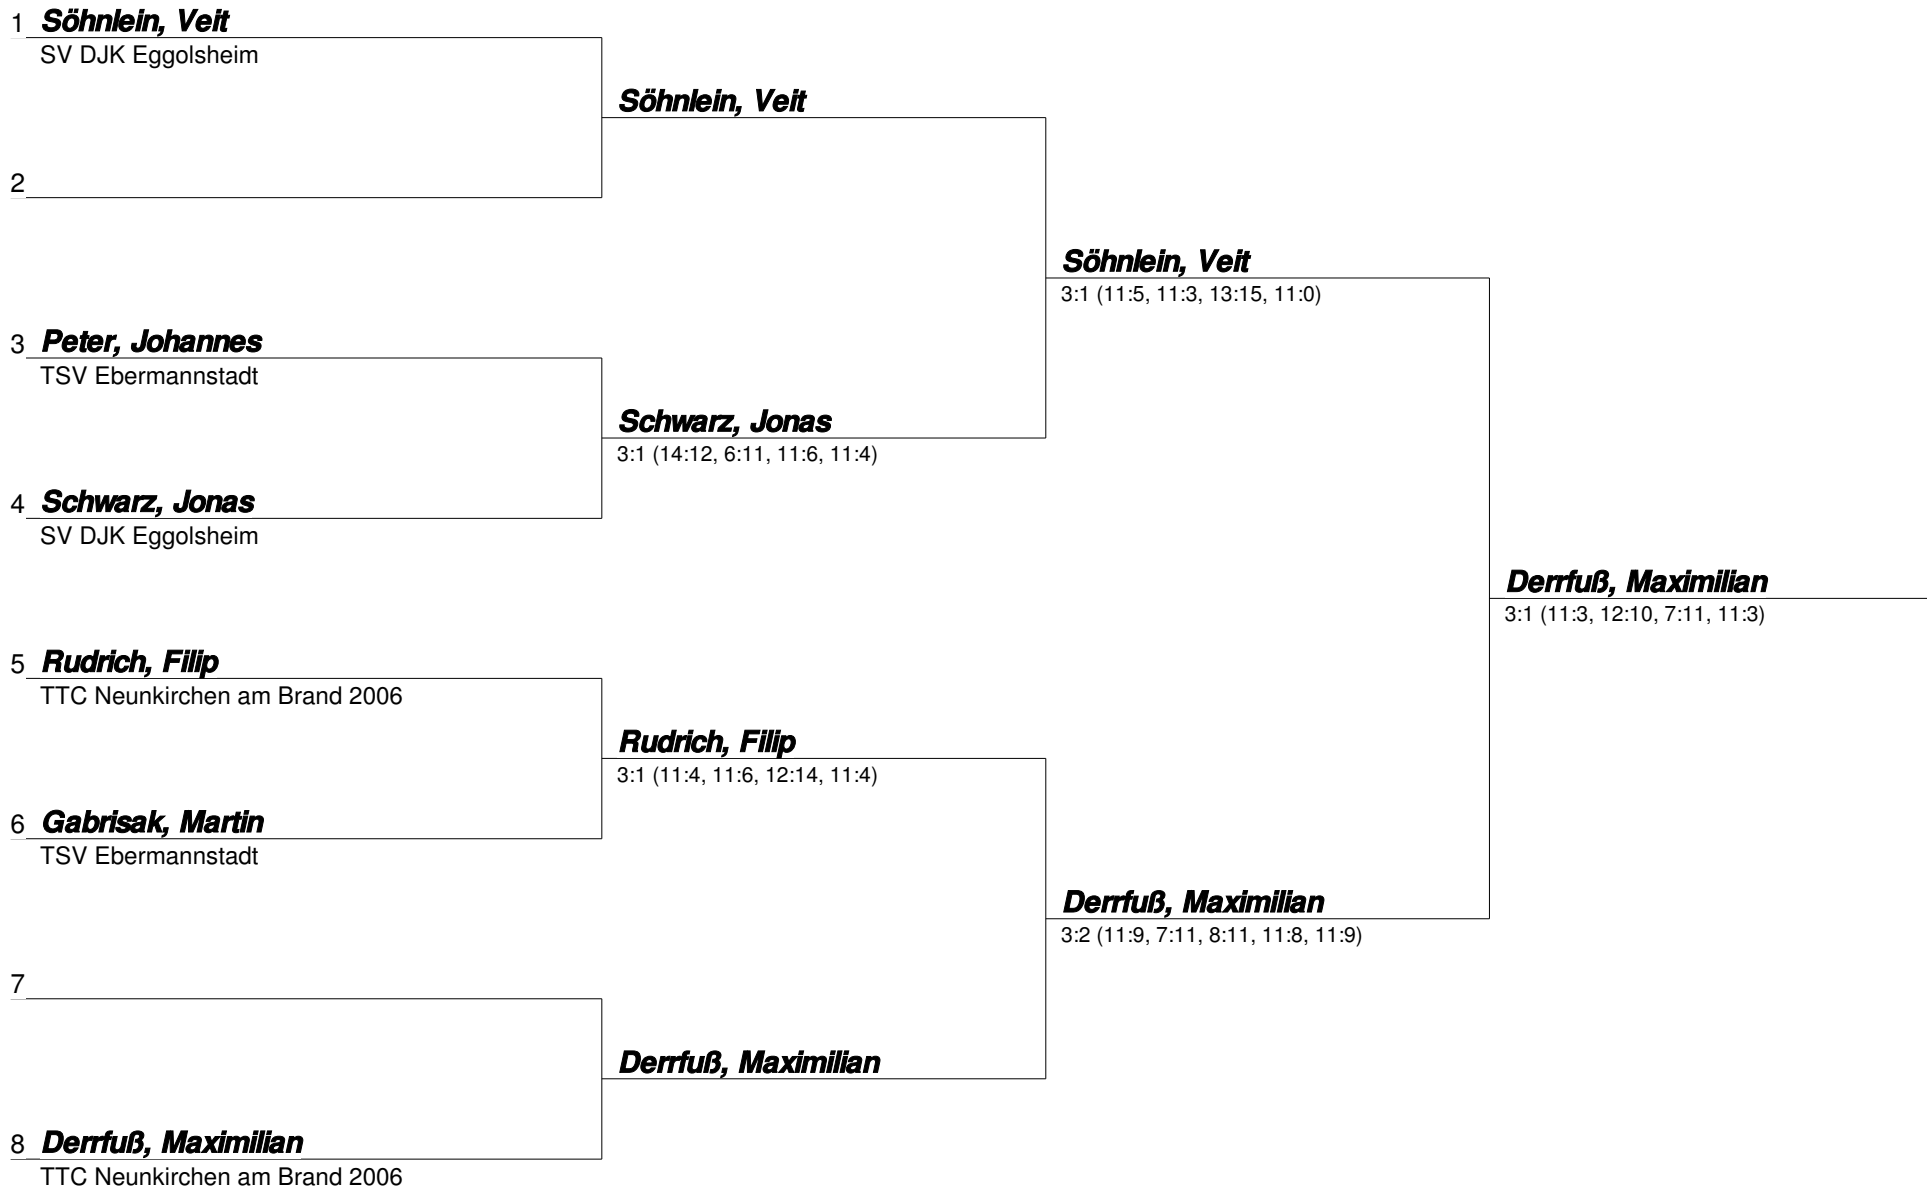 1 Söhnlein, Veit
SV DJK Eggolsheim
Söhnlein, Veit
2
Söhnlein, Veit
3:1 (11:5, 11:3, 13:15, 11:0)
3 Peter, Johannes
TSV Ebermannstadt
Schwarz, Jonas
3:1 (14:12, 6:11, 11:6, 11:4)
4 Schwarz, Jonas
SV DJK Eggolsheim
Derrfuß, Maximilian
3:1 (11:3, 12:10, 7:11, 11:3)
5 Rudrich, Filip
TTC Neunkirchen am Brand 2006
Rudrich, Filip
3:1 (11:4, 11:6, 12:14, 11:4)
6 Gabrisak, Martin
TSV Ebermannstadt
Derrfuß, Maximilian
3:2 (11:9, 7:11, 8:11, 11:8, 11:9)
7
Derrfuß, Maximilian
8 Derrfuß, Maximilian
TTC Neunkirchen am Brand 2006